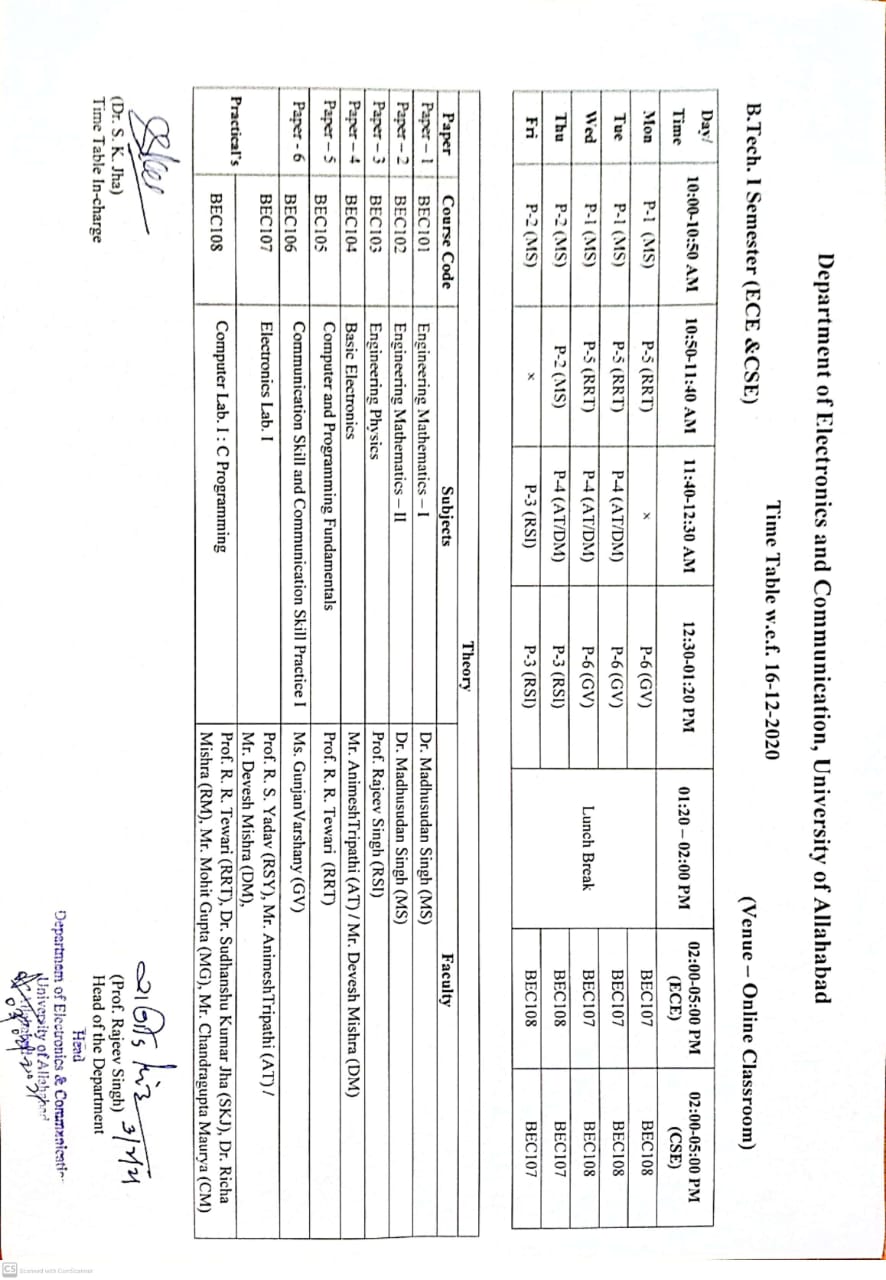 Department of Electronics and Communication, University of Allahabad
Time Table w.e.f. 16-12-2020
B.Tech. I Semester (ECE &CSE)
(Venue – Online Classroom)
Day/ Time 10:00-10:50 AM 10:50-11:40 AM 11:40-12:30 AM 12:30-01:20 PM 01:20 – 02:00 PM 02:00-05:00 PM (ECE) 02:00-05:00 PM (CSE)
Mon P-1 (MS) P-5 (RRT) × P-6 (GV) BEC107 BEC108
Tue P-1 (MS) P-5 (RRT) P-4 (AT/DM) P-6 (GV) BEC107 BEC108
Wed P-1 (MS) P-5 (RRT) P-4 (AT/DM) P-6 (GV) Lunch Break BEC107 BEC108
Thu P-2 (MS) P-2 (MS) P-4 (AT/DM) P-3 (RSI) BEC108 BEC107
Fri P-2 (MS) × P-3 (RSI) P-3 (RSI) BEC108 BEC107
Theory
Paper Course Code Subjects Faculty
Paper – 1 BEC101 Engineering Mathematics – I Dr. Madhusudan Singh (MS)
Paper – 2 BEC102 Engineering Mathematics – II Dr. Madhusudan Singh (MS)
Paper – 3 BEC103 Engineering Physics Prof. Rajeev Singh (RSI)
Paper – 4 BEC104 Basic Electronics Mr. AnimeshTripathi (AT) / Mr. Devesh Mishra (DM)
Paper – 5 BEC105 Computer and Programming Fundamentals Prof. R. R. Tewari (RRT)
Paper - 6 BEC106 Communication Skill and Communication Skill Practice I Ms. GunjanVarshany (GV)
Practical's
BEC107 Electronics Lab. I Prof. R. S. Yadav (RSY), Mr. AnimeshTripathi (AT) /
Mr. Devesh Mishra (DM),
BEC108 Computer Lab. I : C Programming Prof. R. R. Tewari (RRT), Dr. Sudhanshu Kumar Jha (SKJ), Dr. Richa
Mishra (RM), Mr. Mohit Gupta (MG), Mr. Chandragupta Maurya (CM)
(Dr. S. K. Jha)
Time Table In-charge
3/2/21
(Prof. Rajeev Singh)
Head of the Department
Head
Department of Electronics & Communicatio
University of Allahabad
Scanned with CamScanner